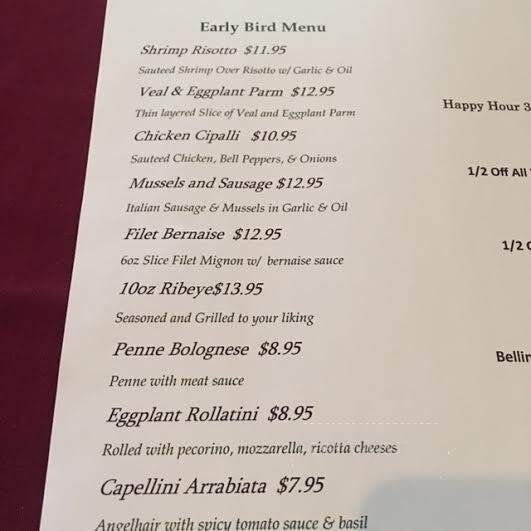 Early Bird Menu
Shrimp Risotto $11.95
Sauteed Shrimp Over Risotto w/ Garlic & Oil
Veal & Eggplant Parm $12.95
Thin layered Slice of Veal and Eggplant Parm
Chicken Cipalli $10.95
Sauteed Chicken, Bell Peppers, & Onions
Mussels and Sausage $12.95
Italian Sausage & Mussels in Garlic & Oil
Filet Bernaise $12.95
6oz Slice Filet Mignon w/ bernaise sauce
10oz Ribeye$13.95
Seasoned and Grilled to your liking
Penne Bolognese $8.95
Penne with meat sauce
Eggplant Rollatini $8.95
Rolled with pecorino, mozzarella, ricotta cheeses
Capellini Arrabiata $7.95
Angelhair with spicy tomato sauce & basil
Happy Hour 3
1/2 Off All
1/2
Bellin